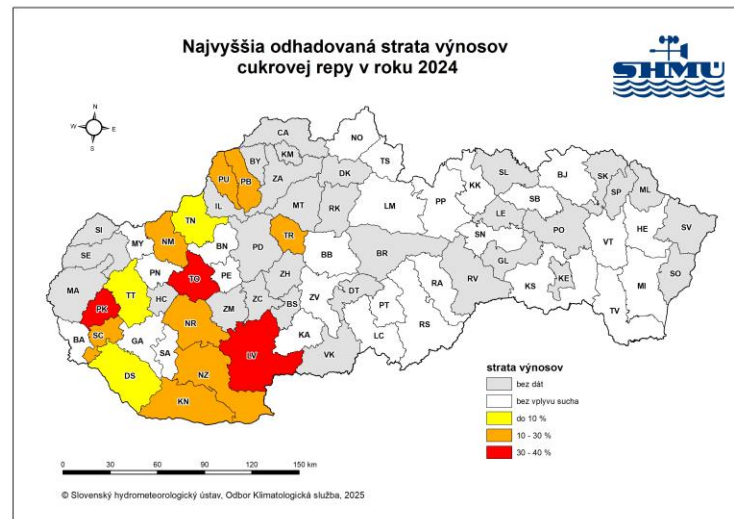 Najvyššia odhadovaná strata výnosov
cukrovej repy v roku 2024
SHMÚ
N
W E
S
CA
NO
TS
BY
KM
PU
PB
ZA
DK
SL
BJ
SK
SP
ML
KK
IL
MT
RK
LM
PP
SB
LE
TN
PO
HE
SV
SI
MY
NM
BN
PD
TR
SN
VT
SE
BB
BR
GL
PN
TO
PE
ZH
SO
MA
TT
HC
RV
KE
MI
ZM
ZC
BS
DT
RA
KS
PK
ZV
PT
NR
TV
SC
BA
GA
SA
LV
KA
LC
RS
VK
DS
NZ
KN
strata výnosov
bez dát
bez vplyvu sucha
do 10 %
10 - 30 %
30 - 40 %
0 30 60 90 120 150 km
© Slovenský hydrometeorologický ústav, Odbor Klimatologická služba, 2025